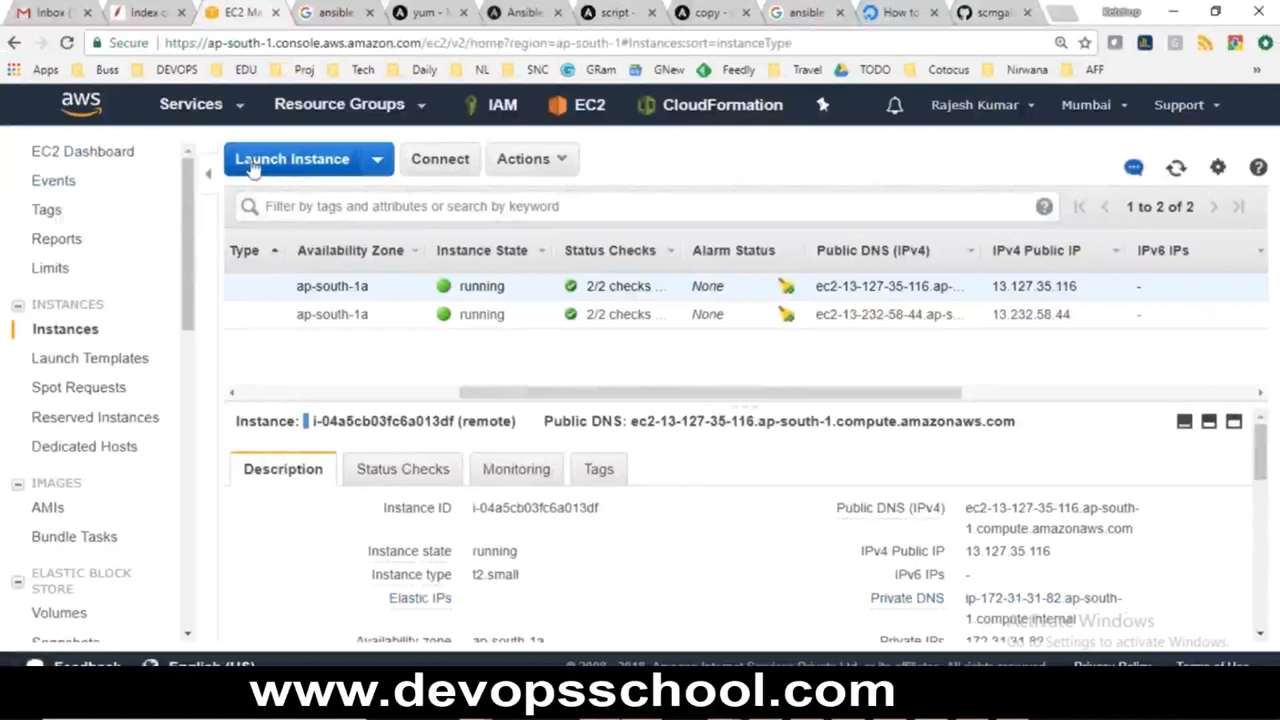 Inbox (
Index o
EC2 Ma
ansible
yum -
Ansible
script -
copy -
ansible
How to
scmgal
Ketchup
Secure
https://ap-south-1.console.aws.amazon.com/ec2/v2/home?region=ap-south-1#Instances:sort=instanceType
Apps Buss DEVOPS EDU Proj Tech Daily NL SNC GRam GNew Feedly Travel TODO Cotocus Nirwana AFF »
aws Services Resource Groups IAM EC2 CloudFormation Rajesh Kumar Mumbai Support
EC2 Dashboard
Events
Tags
Reports
Limits
INSTANCES
Instances
Launch Templates
Spot Requests
Reserved Instances
Dedicated Hosts
IMAGES
AMIs
Bundle Tasks
ELASTIC BLOCK
STORE
Volumes
Snapshots
Launch Instance Connect Actions
Filter by tags and attributes or search by keyword
1 to 2 of 2
Type Availability Zone Instance State Status Checks Alarm Status Public DNS (IPv4) IPv4 Public IP IPv6 IPs
ap-south-1a running 2/2 checks ... None ec2-13-127-35-116.ap-... 13.127.35.116 -
ap-south-1a running 2/2 checks ... None ec2-13-232-58-44.ap-s... 13.232.58.44 -
Instance: i-04a5cb03fc6a013df (remote) Public DNS: ec2-13-127-35-116.ap-south-1.compute.amazonaws.com
Description Status Checks Monitoring Tags
Instance ID i-04a5cb03fc6a013df
Instance state running
Instance type t2.small
Elastic IPs
Availability zone ap-south-1a
Public DNS (IPv4) ec2-13-127-35-116.ap-south-
1.compute.amazonaws.com
IPv4 Public IP 13.127.35.116
IPv6 IPs -
Private DNS ip-172-31-31-82.ap-south-
1.compute.internal
Private IPs 172.31.31.82
Activate Windows
Go to Settings to activate Windows.
Feedback English (US) © 2008 - 2018, Amazon Internet Services Private Ltd. or its affiliates. All rights reserved. Privacy Policy Terms of Use
www.devopsschool.com